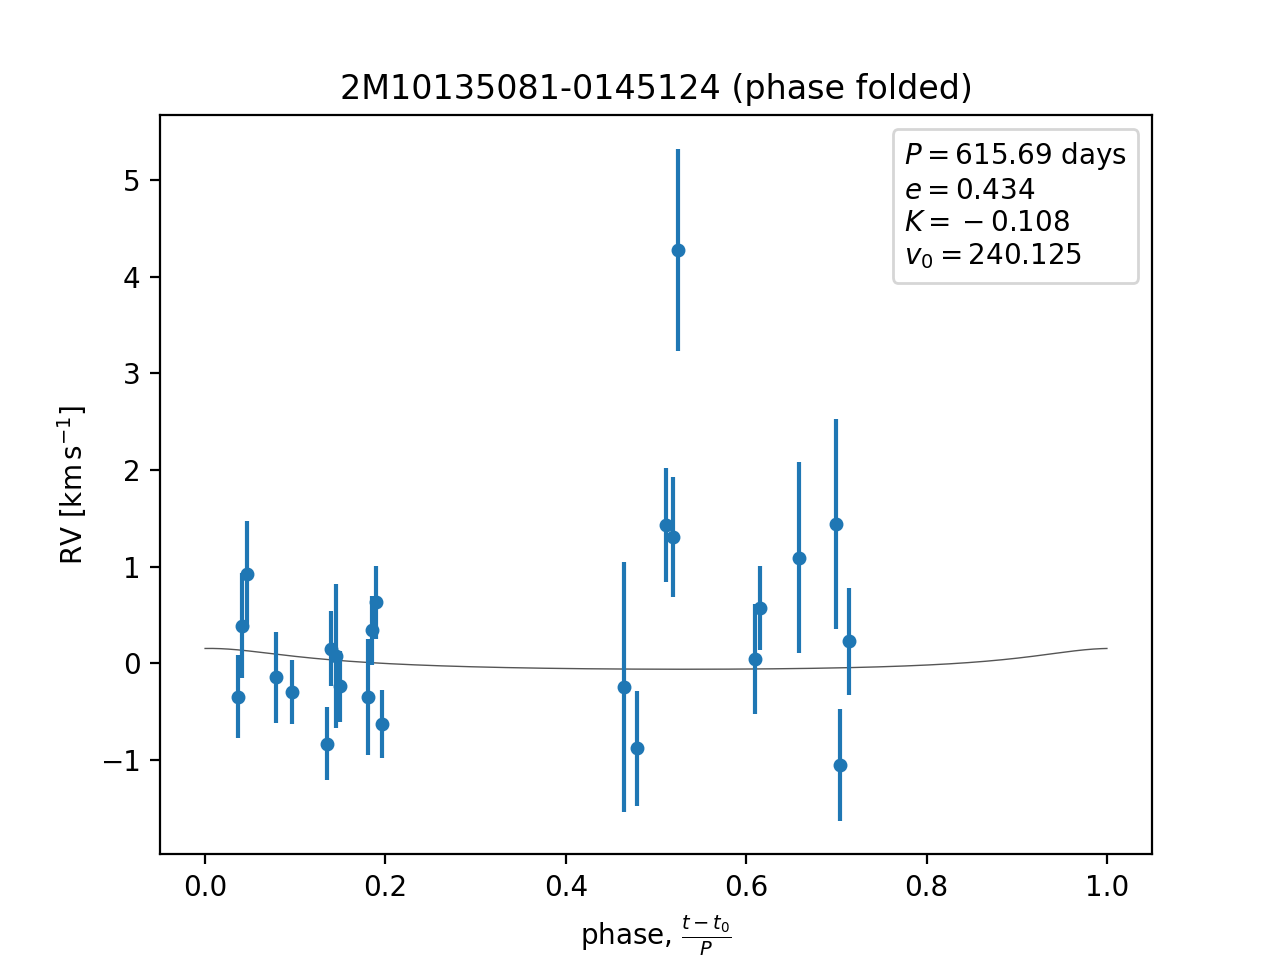 2M10135081-0145124 (phase folded)
P = 615.69 days
e = 0.434
K = −0.108
v₀ = 240.125
5
4
3
2
1
0
−1
RV [km s⁻¹]
0.0 0.2 0.4 0.6 0.8 1.0
phase, (t − t₀)/P